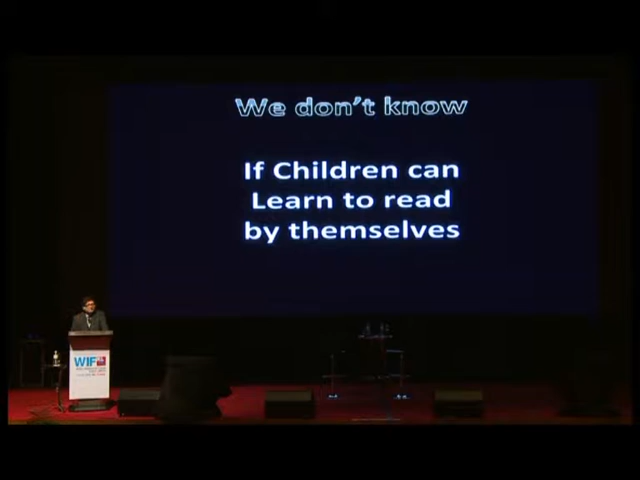 We don't know
If Children can
Learn to read
by themselves
WIF